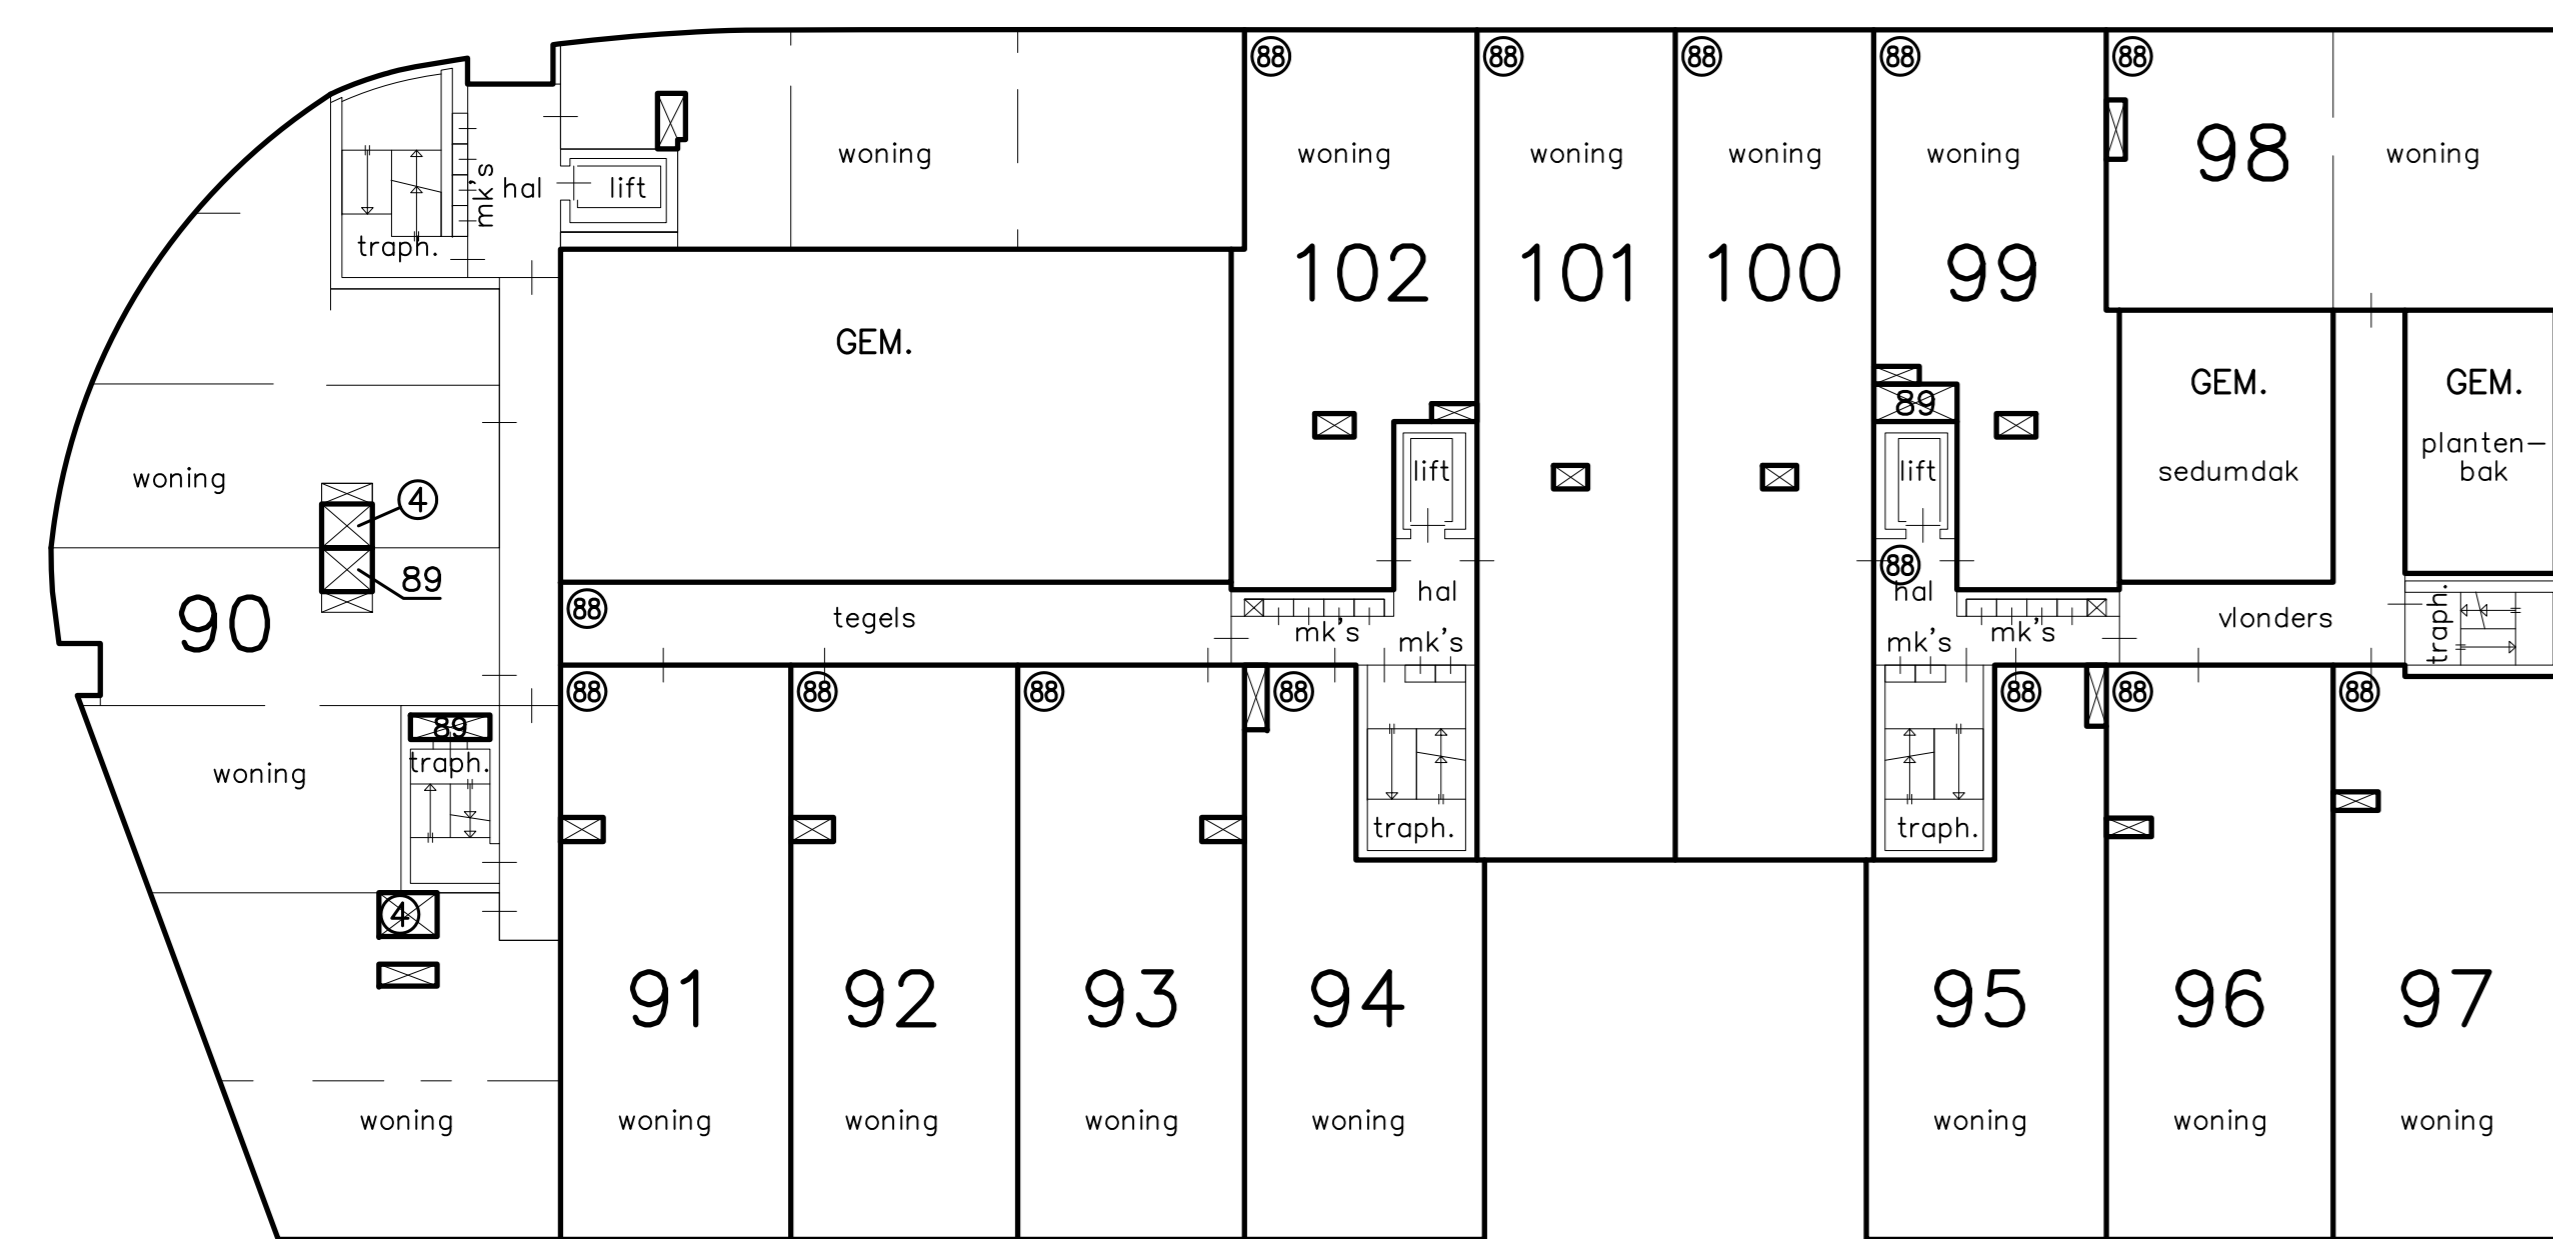 88
88
88
88
88
woning
woning
woning
woning
woning
98
woning
mk's
hal
lift
traph.
102
101
100
99
GEM.
GEM.
GEM.
89
planten—
bak
woning
lift
lift
sedumdak
4
89
88
hal
hal
90
88
tegels
mk's
mk's
mk's
mk's
vlonders
traph.
88
88
88
88
88
88
88
89
traph.
woning
traph.
traph.
4
91
92
93
94
95
96
97
woning
woning
woning
woning
woning
woning
woning
woning